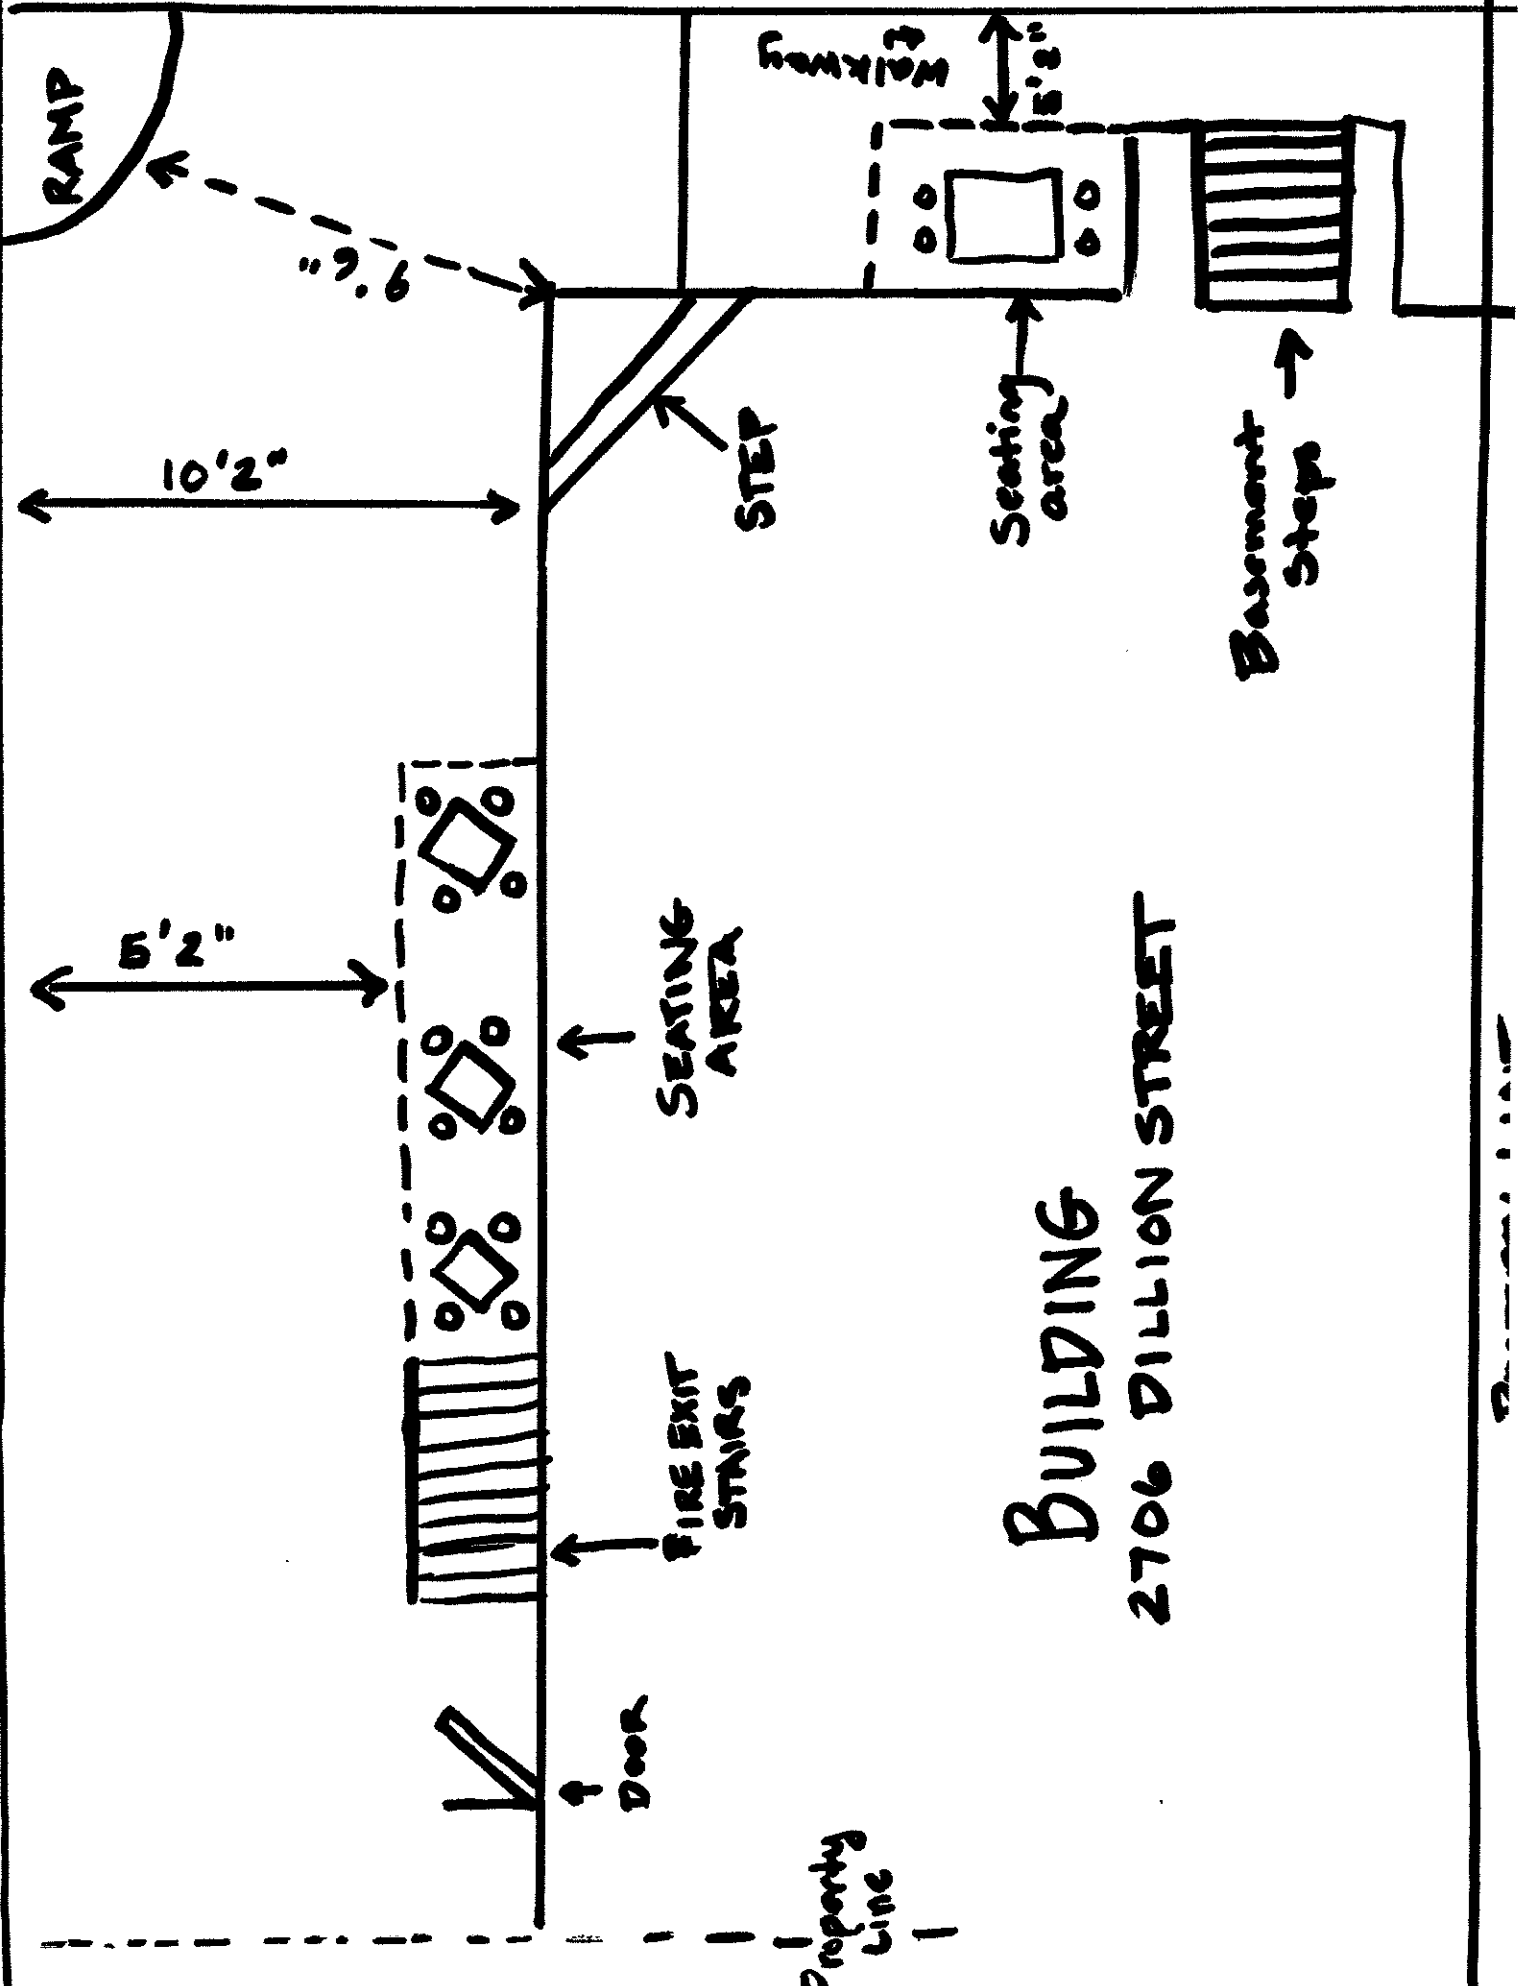 RAMP
Walkway
5'2"
9'9"
10'2"
STEP
Seating
area
Basement
Steps
5'2"
SEATING
AREA
FIRE EXIT
STAIRS
BUILDING
2706 DILLION STREET
DOOR
Property
Line